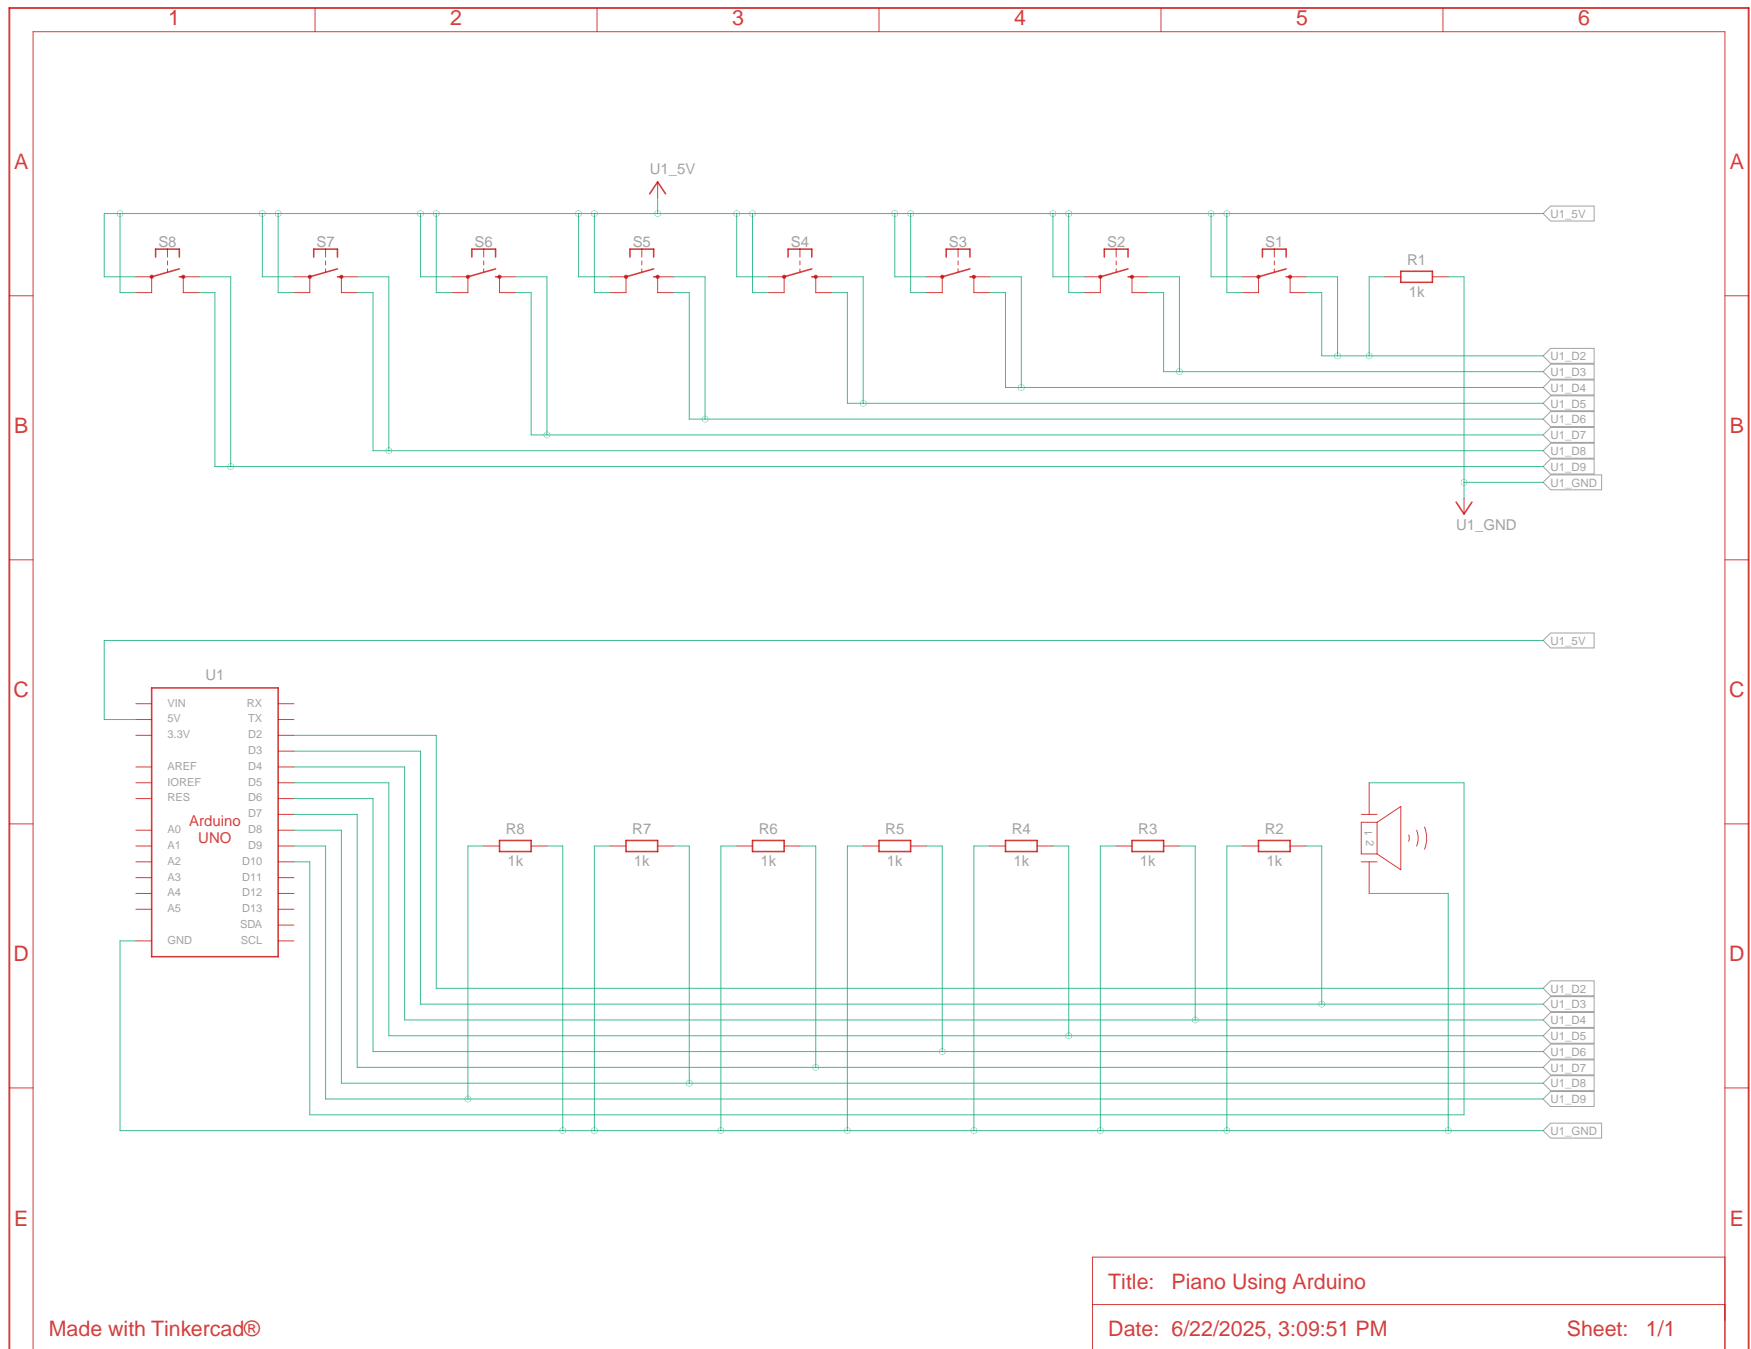 1 2 3 4 5 6
A A
U1_5V
U1_5V
S8 S7 S6 S5 S4 S3 S2 S1
R1
1k
U1_D2
U1_D3
U1_D4
U1_D5
B B
U1_D6
U1_D7
U1_D8
U1_D9
U1_GND
U1_GND
U1_5V
C C
U1
VIN RX
5V TX
3.3V D2
D3
AREF D4
IOREF D5
RES D6
D7
Arduino
UNO
A0 D8
A1 D9
A2 D10
A3 D11
A4 D12
A5 D13
SDA
GND SCL
R8 R7 R6 R5 R4 R3 R2
1k 1k 1k 1k 1k 1k 1k
1 2
D D
U1_D2
U1_D3
U1_D4
U1_D5
U1_D6
U1_D7
U1_D8
U1_D9
U1_GND
E E
Title: Piano Using Arduino
Made with Tinkercad®
Date: 6/22/2025, 3:09:51 PM Sheet: 1/1